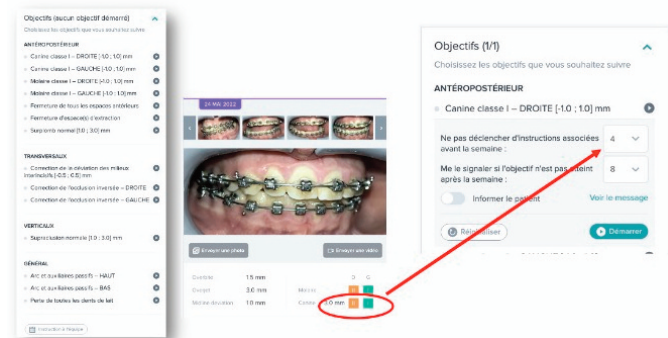 Objectifs (aucun objectif démarré)
Choisissez les objectifs que vous souhaitez suivre
ANTÉROPOSTÉRIEUR
Canine classe I – DROITE [-1.0 ; 1.0] mm
Canine classe I – GAUCHE [-1.0 ; 1.0] mm
Molaire classe I – DROITE [-1.0 ; 1.0] mm
Molaire classe I – GAUCHE [-1.0 ; 1.0] mm
Fermeture de tous les espaces antérieurs
Fermeture d'espace(s) d'extraction
Surplomb normal [1.0 ; 3.0] mm
TRANSVERSAUX
Correction de la déviation des milieux
interincisifs [-0.5 ; 0.5] mm
Correction de l'occlusion inversée – DROITE
Correction de l'occlusion inversée – GAUCHE
VERTICAUX
Supraclusion normale [1.0 ; 3.0] mm
GÉNÉRAL
Arc et auxiliaires passifs – HAUT
Arc et auxiliaires passifs – BAS
Perte de toutes les dents de lait
24 MAI 2022
Envoyer une photo
Envoyer une vidéo
Overbite 1.5 mm D G
Overjet 3.6 mm Molaire
Midline deviation 1.0 mm Canine 3.0 mm
Objectifs (1/1)
Choisissez les objectifs que vous souhaitez suivre
ANTÉROPOSTÉRIEUR
Canine classe I – DROITE [-1.0 ; 1.0] mm
Ne pas déclencher d'instructions associées 4
avant la semaine :
Me le signaler si l'objectif n'est pas atteint 8
après la semaine :
Informer le patient Voir le message
Réinitialiser Démarrer